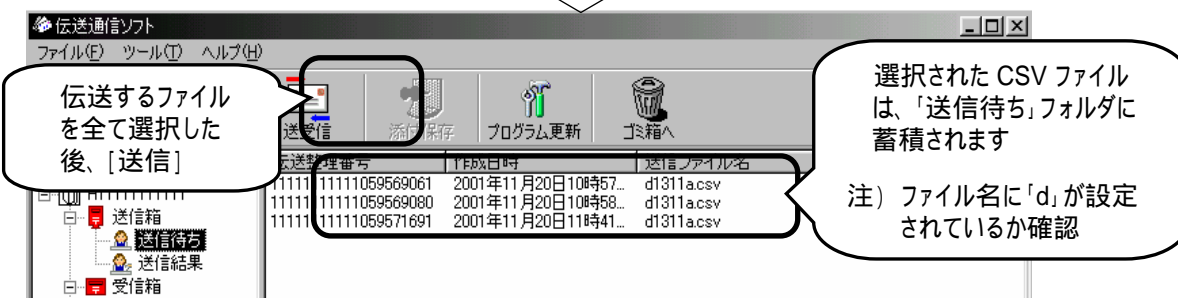 伝送通信ソフト
ファイル(F) ツール(T) ヘルプ(H)
伝送するファイル
を全て選択した
後、[送信]
送受信
添付保存
プログラム更新
ゴミ箱へ
選択された CSV ファイル
は、「送信待ち」フォルダに
蓄積されます
注) ファイル名に「d」が設定
されているか確認
伝送整理番号 作成日時 送信ファイル名
111111111111059569061 2001年11月20日10時57... d1311a.csv
111111111111059569080 2001年11月20日10時58... d1311a.csv
111111111111059571691 2001年11月20日11時41... d1311a.csv
送信箱
送信待ち
送信結果
受信箱